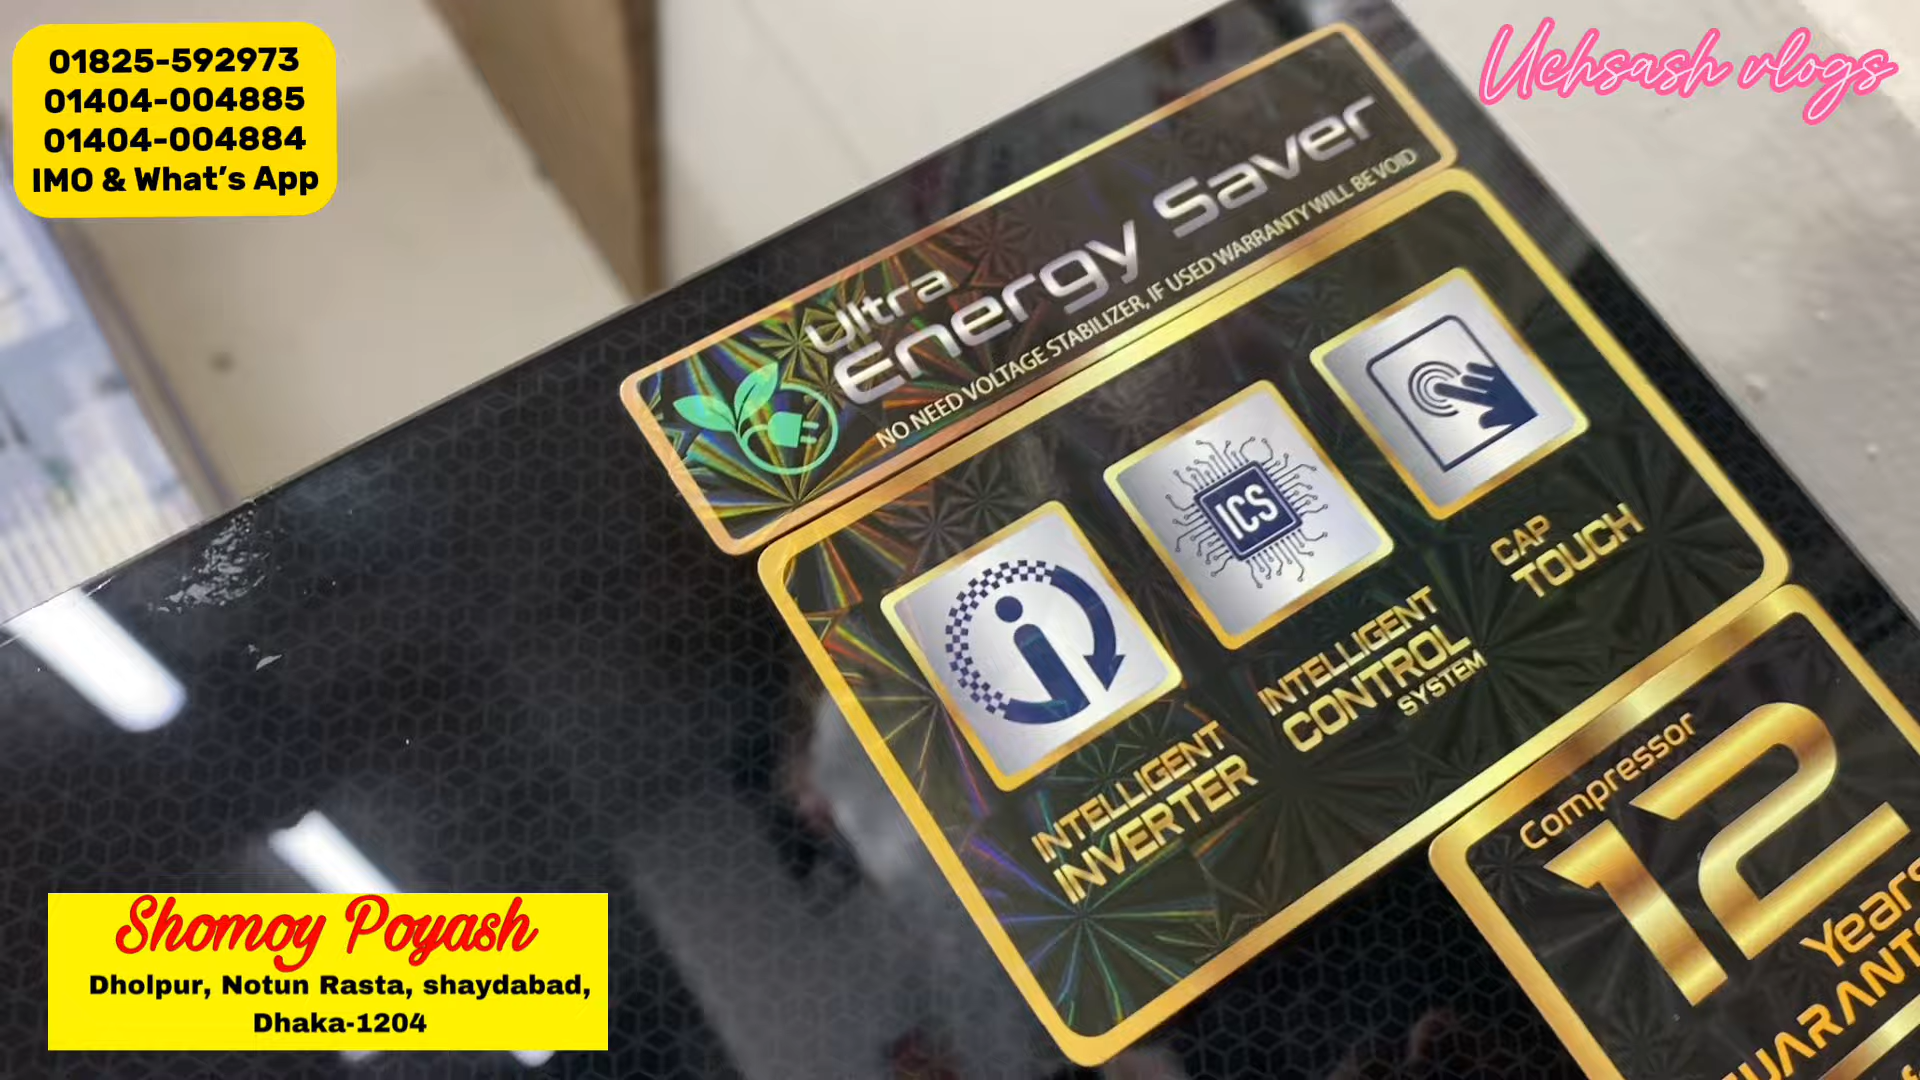 01825-592973
01404-004885
01404-004884
IMO & What's App
Uchsash vlogs
Ultra
Energy Saver
NO NEED VOLTAGE STABILIZER, IF USED WARRANTY WILL BE VOID
ICS
INTELLIGENT
INVERTER
INTELLIGENT
CONTROL
SYSTEM
CAP
TOUCH
Compressor
12
Years
Shomoy Poyash
Dholpur, Notun Rasta, shaydabad,
Dhaka-1204